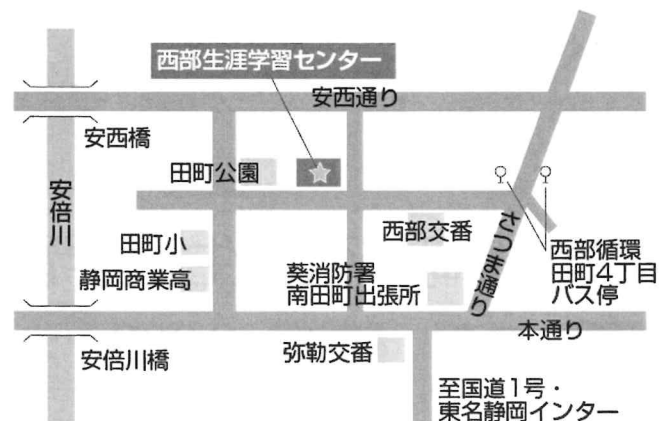 西部生涯学習センター
安西通り
安西橋
田町公園
安倍川
西部交番
さつま通り
田町小
西部循環
田町4丁目
バス停
静岡商業高
葵消防署
南田町出張所
本通り
安倍川橋
弥勒交番
至国道1号・
東名静岡インター